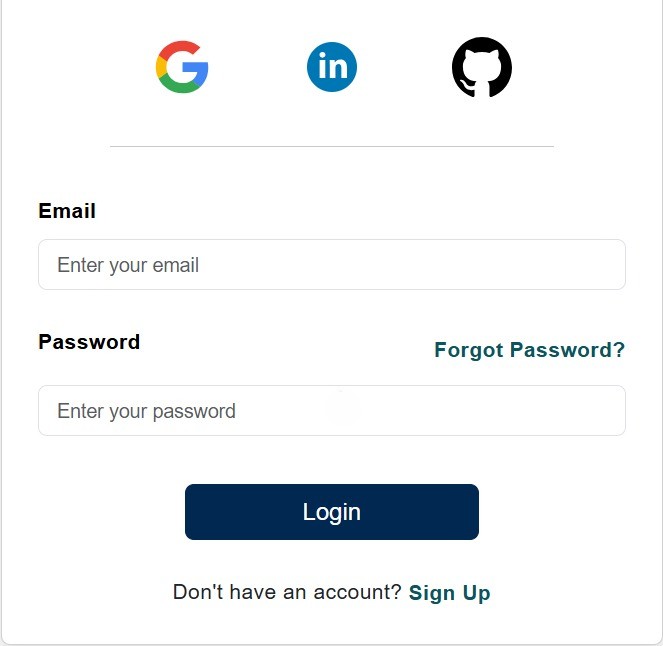 in
Email
Enter your email
Password
Forgot Password?
Enter your password
Login
Don't have an account? Sign Up